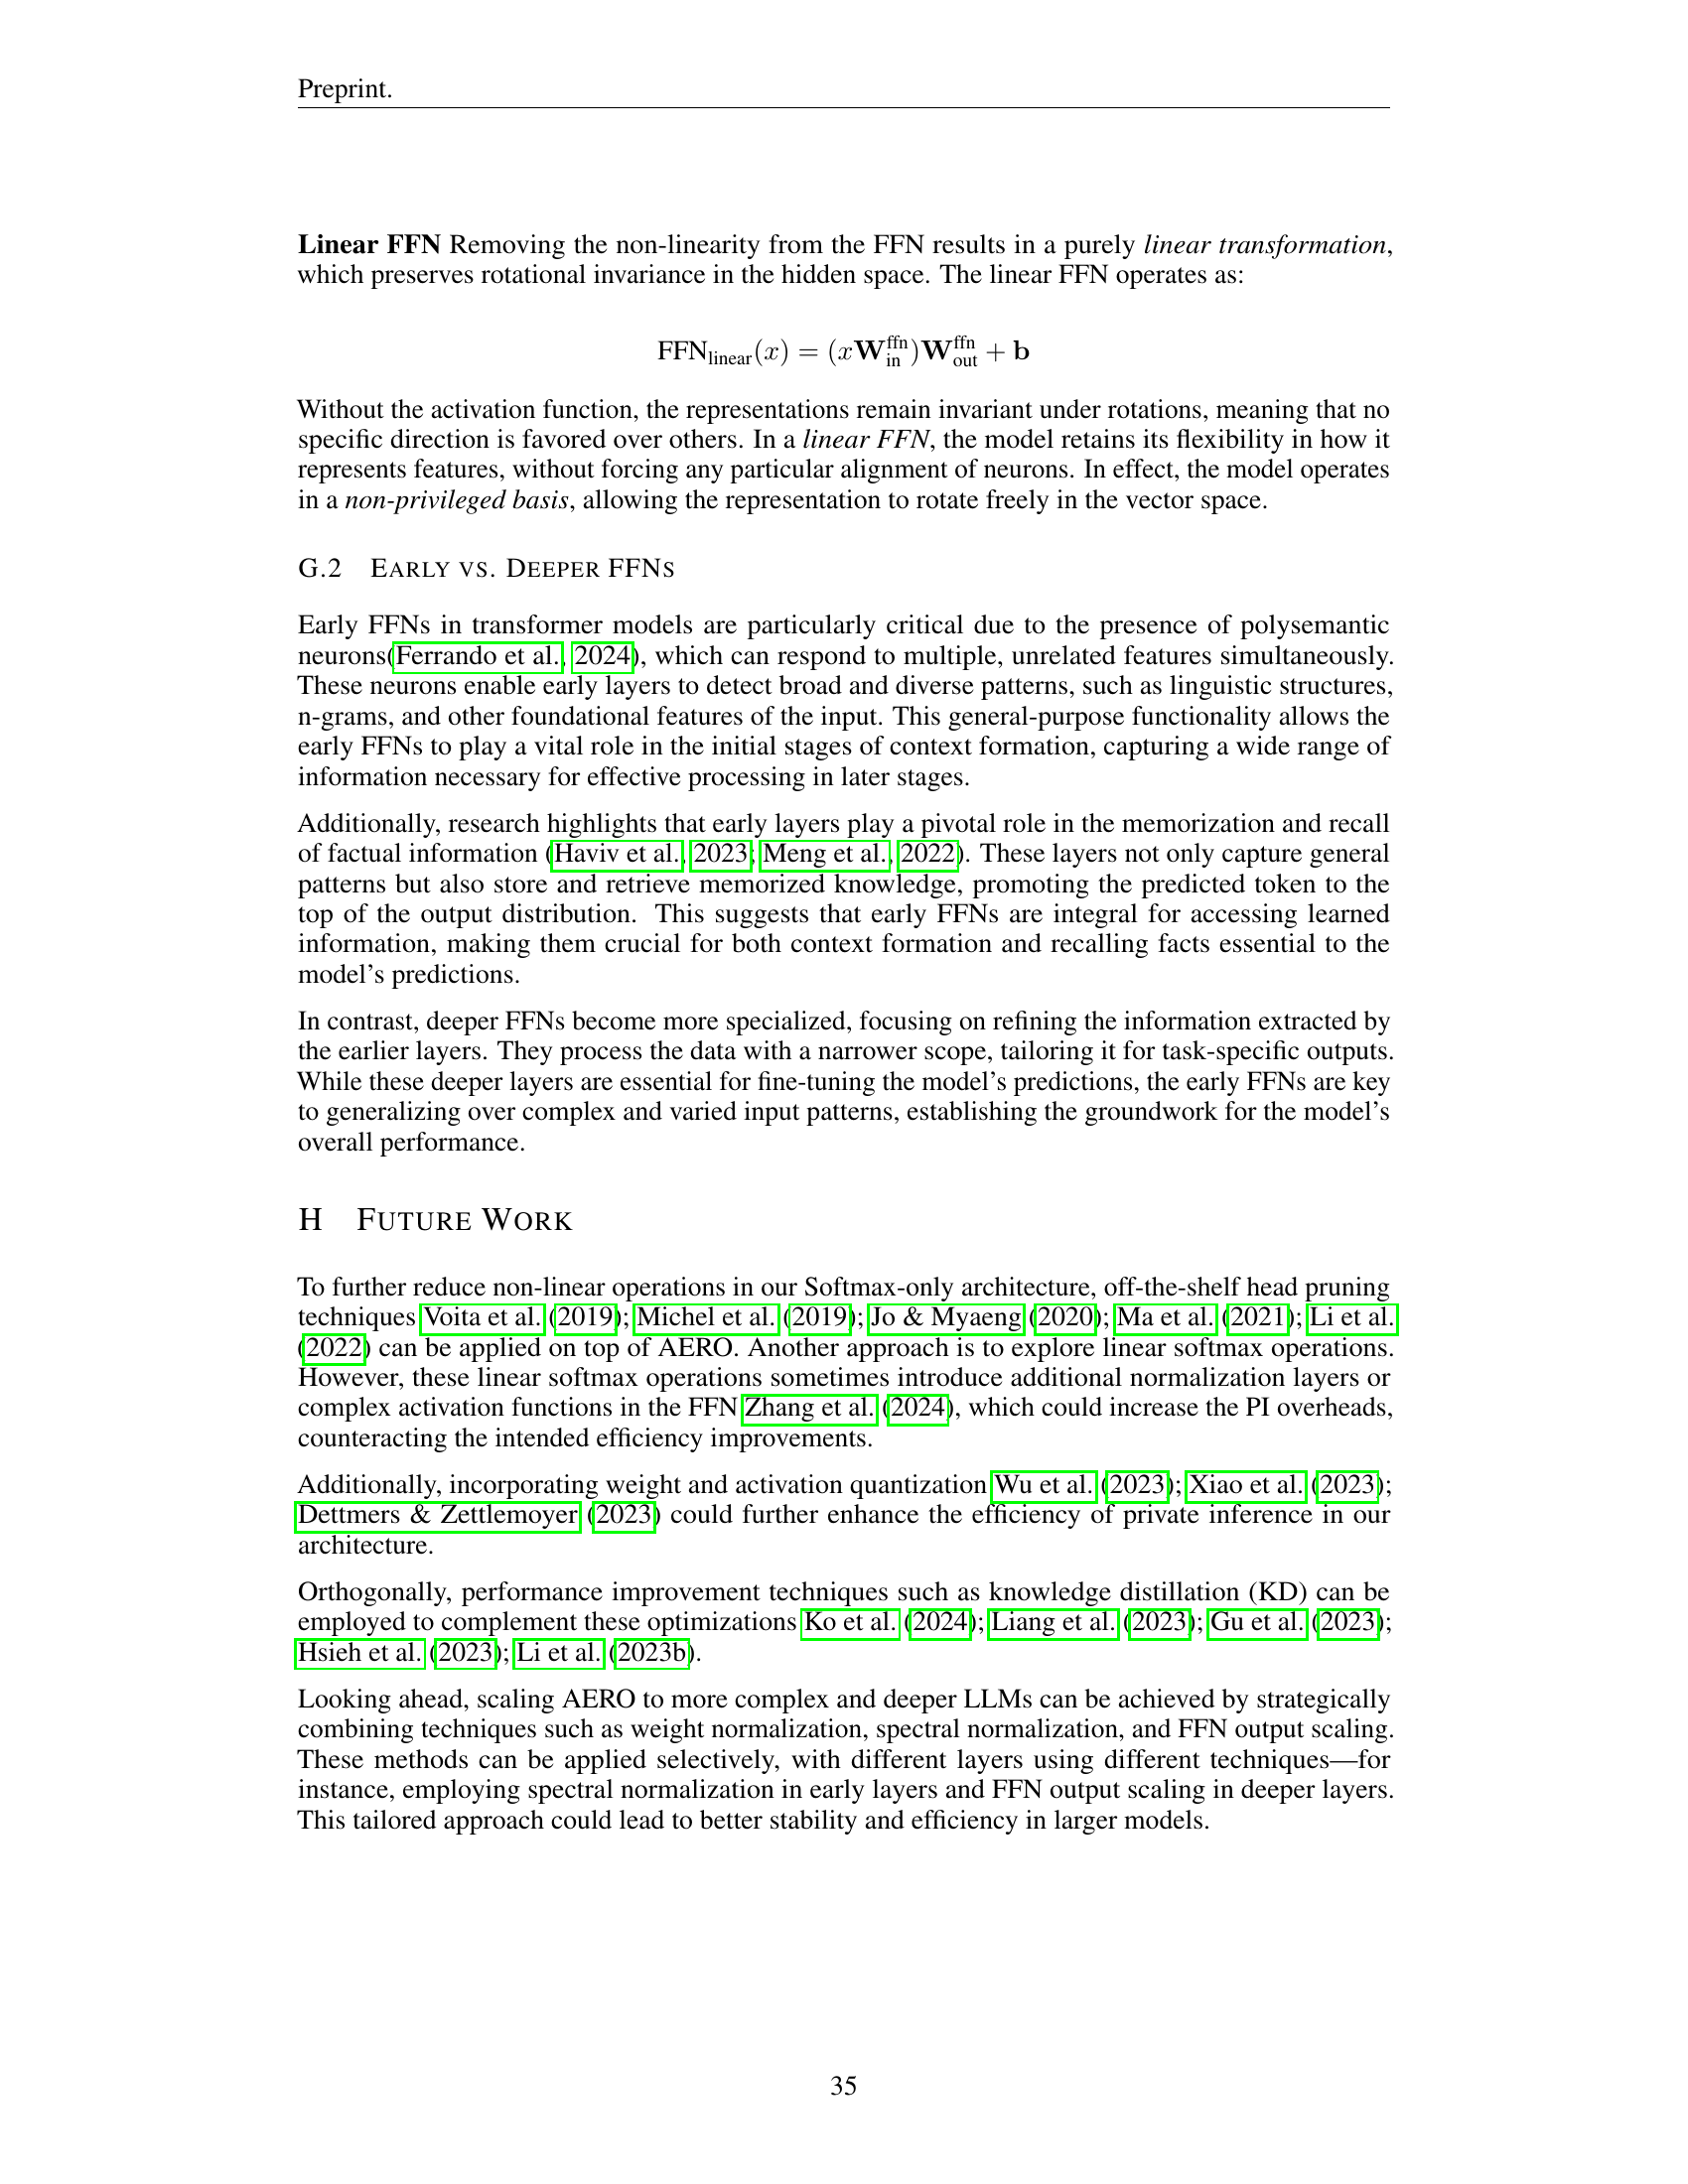 Preprint.
Linear FFN Removing the non-linearity from the FFN results in a purely linear transformation,
which preserves rotational invariance in the hidden space. The linear FFN operates as:
FFN_linear(x) = (xW_in^ffn)W_out^ffn + b
Without the activation function, the representations remain invariant under rotations, meaning that no
specific direction is favored over others. In a linear FFN, the model retains its flexibility in how it
represents features, without forcing any particular alignment of neurons. In effect, the model operates
in a non-privileged basis, allowing the representation to rotate freely in the vector space.
G.2 EARLY VS. DEEPER FFNS
Early FFNs in transformer models are particularly critical due to the presence of polysemantic
neurons(Ferrando et al., 2024), which can respond to multiple, unrelated features simultaneously.
These neurons enable early layers to detect broad and diverse patterns, such as linguistic structures,
n-grams, and other foundational features of the input. This general-purpose functionality allows the
early FFNs to play a vital role in the initial stages of context formation, capturing a wide range of
information necessary for effective processing in later stages.
Additionally, research highlights that early layers play a pivotal role in the memorization and recall
of factual information (Haviv et al., 2023; Meng et al., 2022). These layers not only capture general
patterns but also store and retrieve memorized knowledge, promoting the predicted token to the
top of the output distribution. This suggests that early FFNs are integral for accessing learned
information, making them crucial for both context formation and recalling facts essential to the
model's predictions.
In contrast, deeper FFNs become more specialized, focusing on refining the information extracted by
the earlier layers. They process the data with a narrower scope, tailoring it for task-specific outputs.
While these deeper layers are essential for fine-tuning the model's predictions, the early FFNs are key
to generalizing over complex and varied input patterns, establishing the groundwork for the model's
overall performance.
H FUTURE WORK
To further reduce non-linear operations in our Softmax-only architecture, off-the-shelf head pruning
techniques Voita et al. (2019); Michel et al. (2019); Jo & Myaeng (2020); Ma et al. (2021); Li et al.
(2022) can be applied on top of AERO. Another approach is to explore linear softmax operations.
However, these linear softmax operations sometimes introduce additional normalization layers or
complex activation functions in the FFN Zhang et al. (2024), which could increase the PI overheads,
counteracting the intended efficiency improvements.
Additionally, incorporating weight and activation quantization Wu et al. (2023); Xiao et al. (2023);
Dettmers & Zettlemoyer (2023) could further enhance the efficiency of private inference in our
architecture.
Orthogonally, performance improvement techniques such as knowledge distillation (KD) can be
employed to complement these optimizations Ko et al. (2024); Liang et al. (2023); Gu et al. (2023);
Hsieh et al. (2023); Li et al. (2023b).
Looking ahead, scaling AERO to more complex and deeper LLMs can be achieved by strategically
combining techniques such as weight normalization, spectral normalization, and FFN output scaling.
These methods can be applied selectively, with different layers using different techniques—for
instance, employing spectral normalization in early layers and FFN output scaling in deeper layers.
This tailored approach could lead to better stability and efficiency in larger models.
35